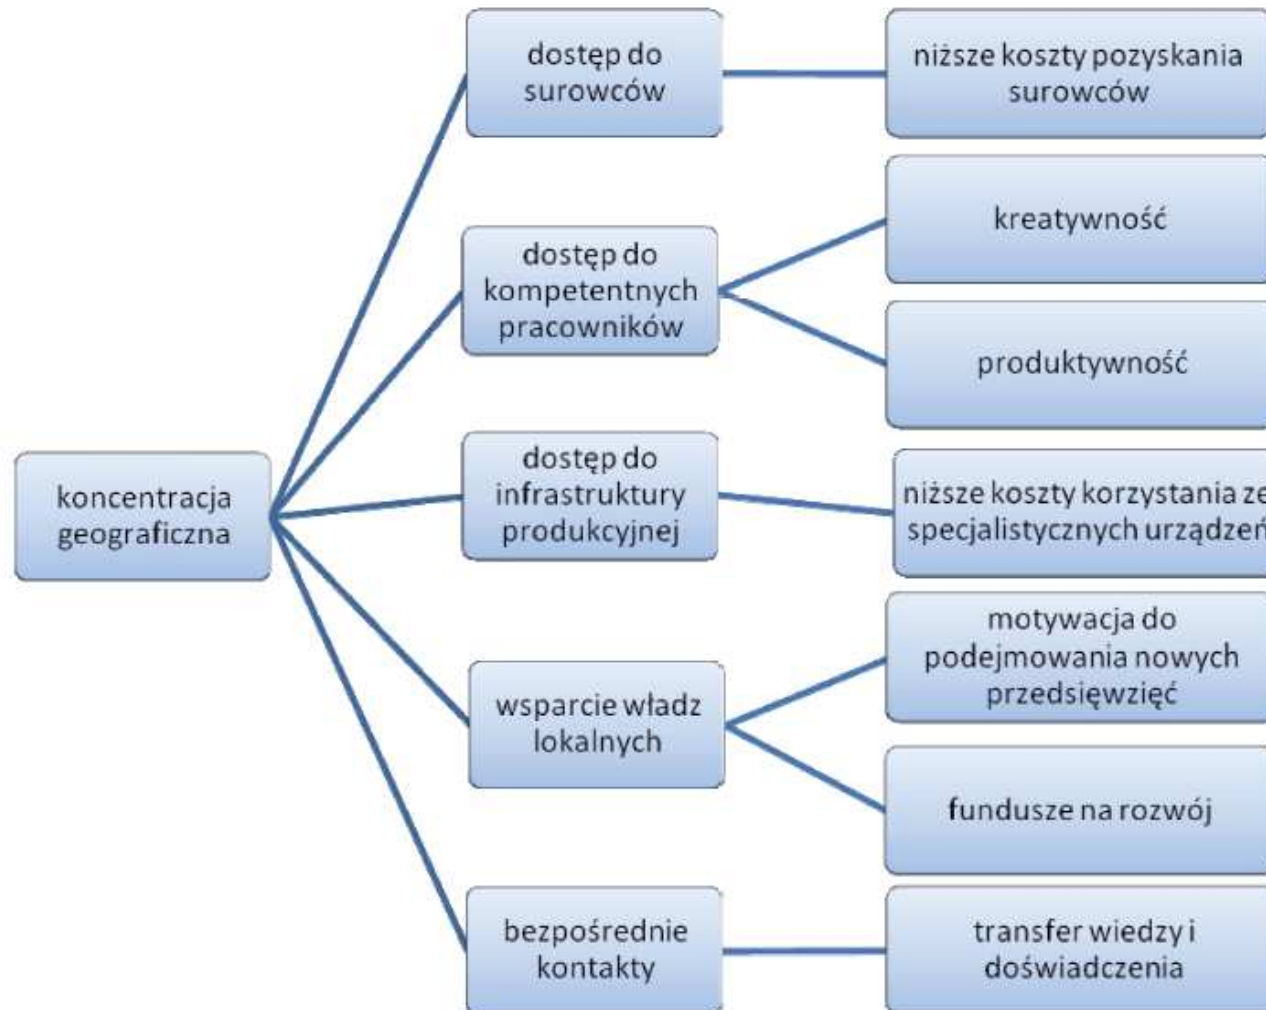 koncentracja
geograficzna
dostęp do
surowców
niższe koszty pozyskania
surowców
dostęp do
kompetentnych
pracowników
kreatywność
produktywność
dostęp do
infrastruktury
produkcyjnej
niższe koszty korzystania ze
specjalistycznych urządzeń
wsparcie władz
lokalnych
motywacja do
podejmowania nowych
przedsięwzięć
fundusze na rozwój
bezpośrednie
kontakty
transfer wiedzy i
doświadczenia